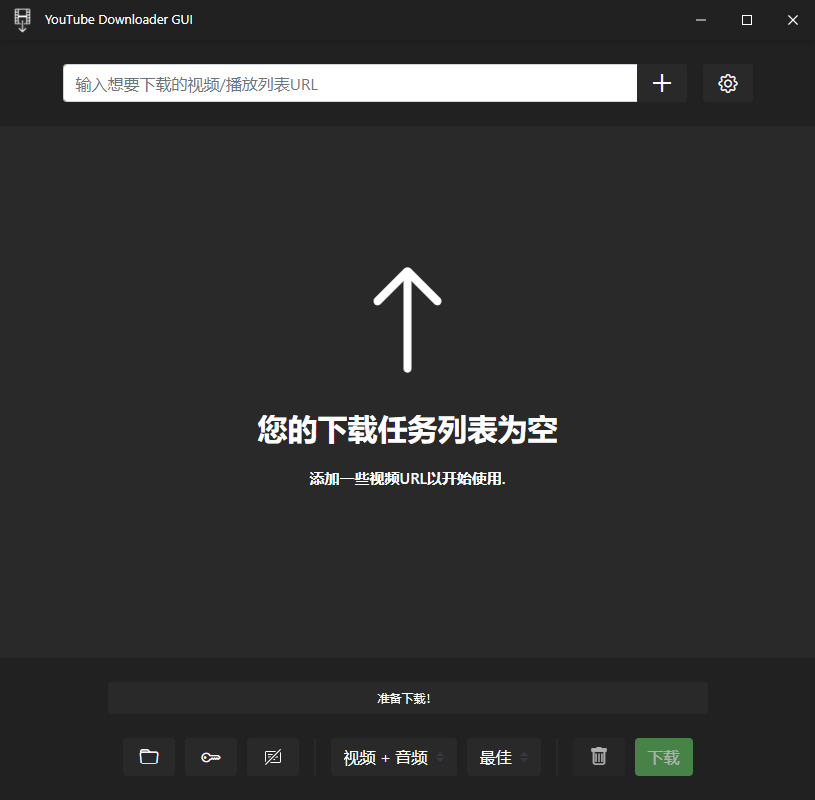 YouTube Downloader GUI
输入想要下载的视频/播放列表URL
您的下载任务列表为空
添加一些视频URL以开始使用.
准备下载!
视频 + 音频
最佳
下载